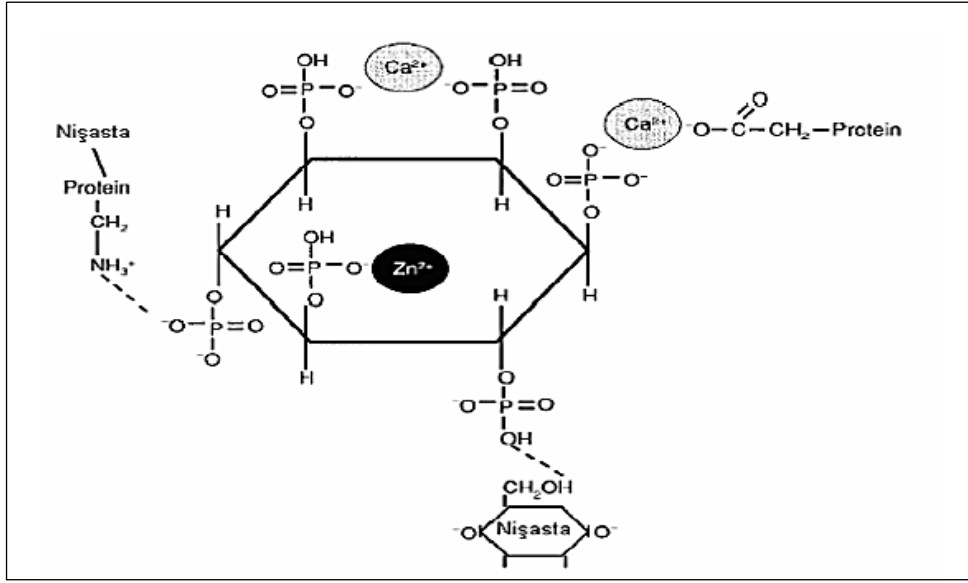 OH Ca²⁺ OH
O=P—O⁻ ⁻O—P=O
O O
Ca²⁺ ⁻O—C—CH₂—Protein
O
Nişasta
Protein
CH₂
NH₃⁺
O⁻
O=P—O⁻
O
H H H
OH
O=P—O⁻ Zn²⁺
O
H H
O
⁻O—P=O
⁻O
H
O
⁻O—P=O
OH
CH₂OH
⁻O Nişasta O⁻